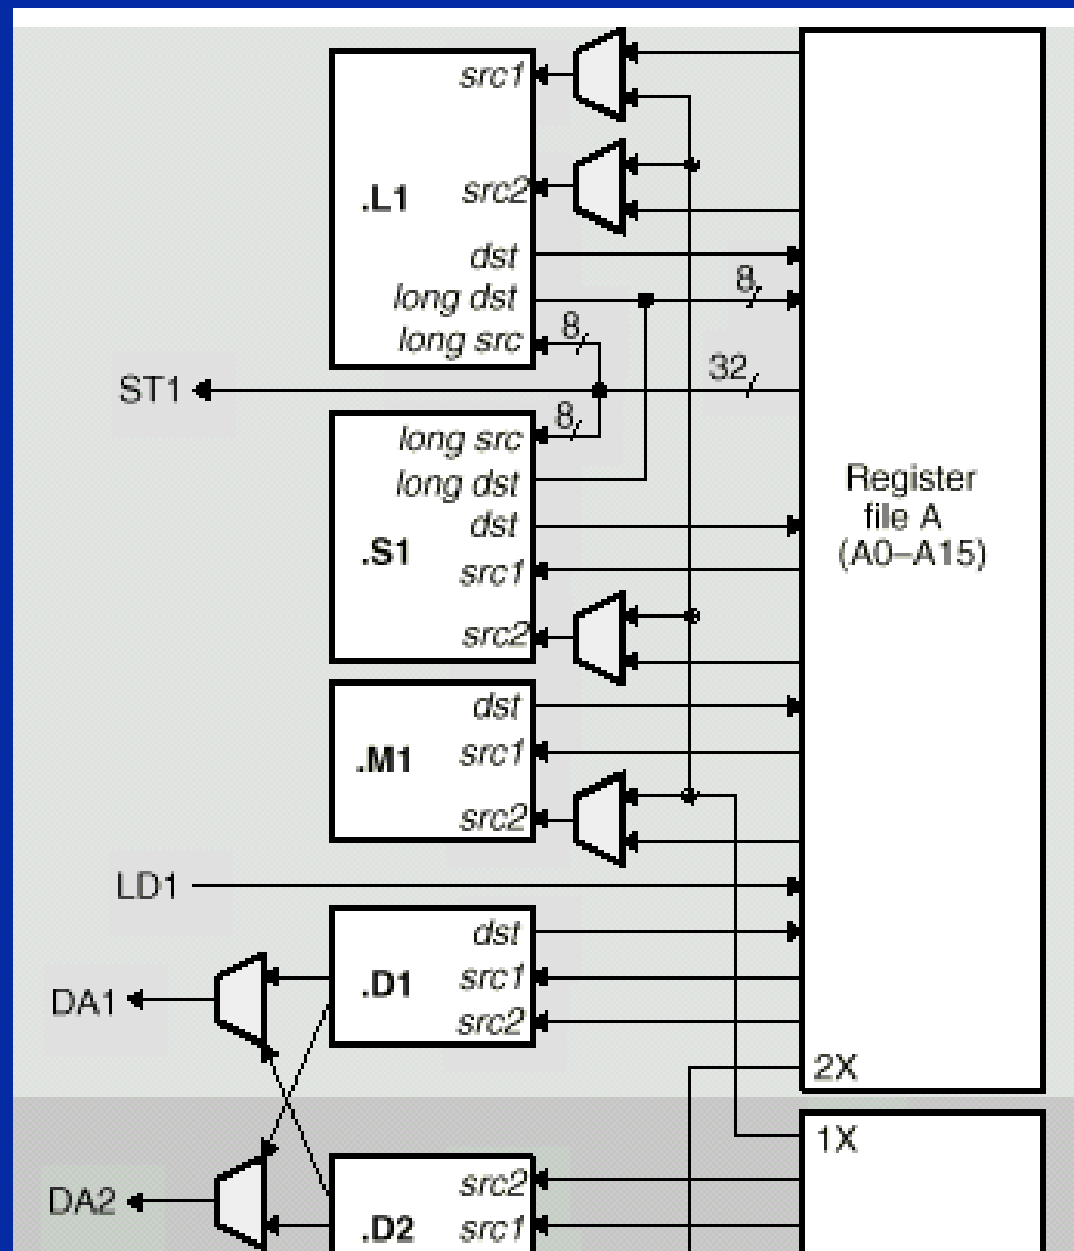 src1
.L1
src2
dst
long dst
8
long src
8
ST1
32
8
long src
long dst
dst
.S1
src1
src2
Register
file A
(A0–A15)
dst
.M1
src1
src2
LD1
dst
.D1
src1
src2
DA1
2X
1X
DA2
src2
.D2
src1